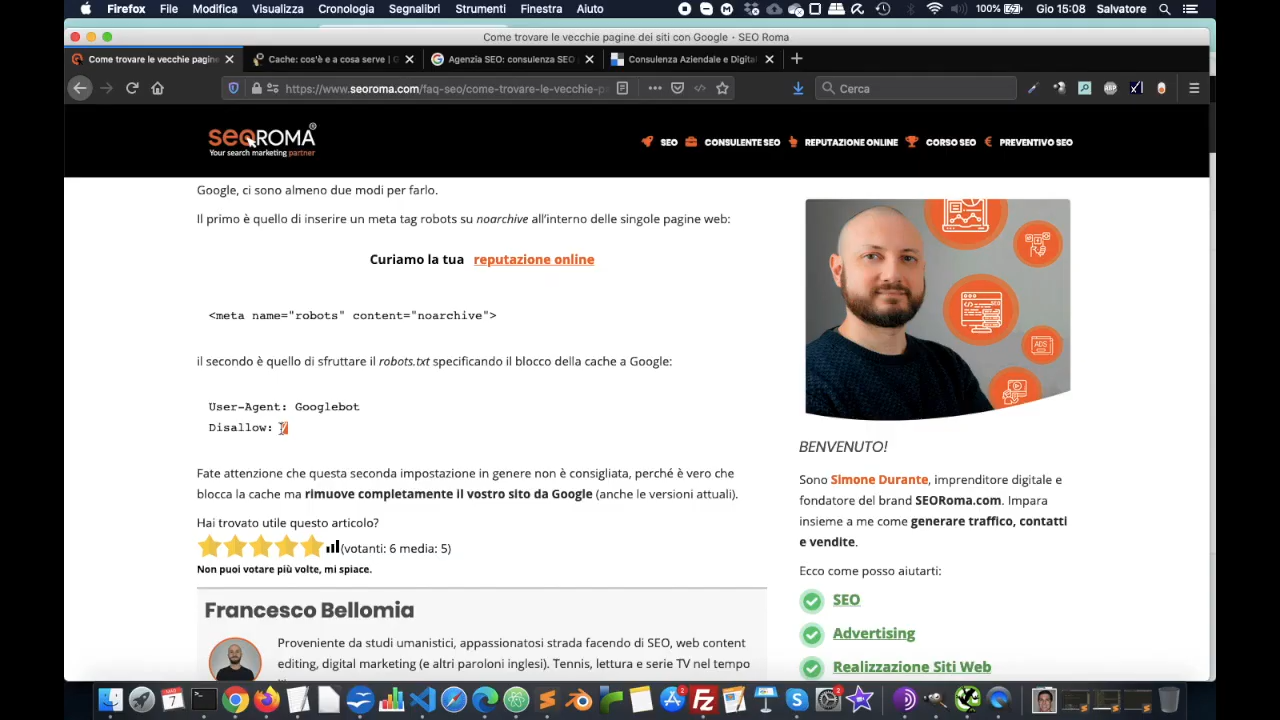 Firefox File Modifica Visualizza Cronologia Segnalibri Strumenti Finestra Aiuto 100% Gio 15:08 Salvatore
Come trovare le vecchie pagine dei siti con Google - SEO Roma
Come trovare le vecchie pagine Cache: cos'è e a cosa serve | G Agenzia SEO: consulenza SEO | Consulenza Aziendale e Digital
https://www.seoroma.com/faq-seo/come-trovare-le-vecchie-p Cerca
SEOROMA®
Your search marketing partner
SEO CONSULENTE SEO REPUTAZIONE ONLINE CORSO SEO € PREVENTIVO SEO
Google, ci sono almeno due modi per farlo.
Il primo è quello di inserire un meta tag robots su noarchive all'interno delle singole pagine web:
Curiamo la tua reputazione online
<meta name="robots" content="noarchive">
il secondo è quello di sfruttare il robots.txt specificando il blocco della cache a Google:
User-Agent: Googlebot
Disallow: /
Fate attenzione che questa seconda impostazione in genere non è consigliata, perché è vero che
blocca la cache ma rimuove completamente il vostro sito da Google (anche le versioni attuali).
Hai trovato utile questo articolo?
(votanti: 6 media: 5)
Non puoi votare più volte, mi spiace.
Francesco Bellomia
Proveniente da studi umanistici, appassionatosi strada facendo di SEO, web content
editing, digital marketing (e altri paroloni inglesi). Tennis, lettura e serie TV nel tempo
ADS
BENVENUTO!
Sono Simone Durante, imprenditore digitale e
fondatore del brand SEORoma.com. Impara
insieme a me come generare traffico, contatti
e vendite.
Ecco come posso aiutarti:
SEO
Advertising
Realizzazione Siti Web